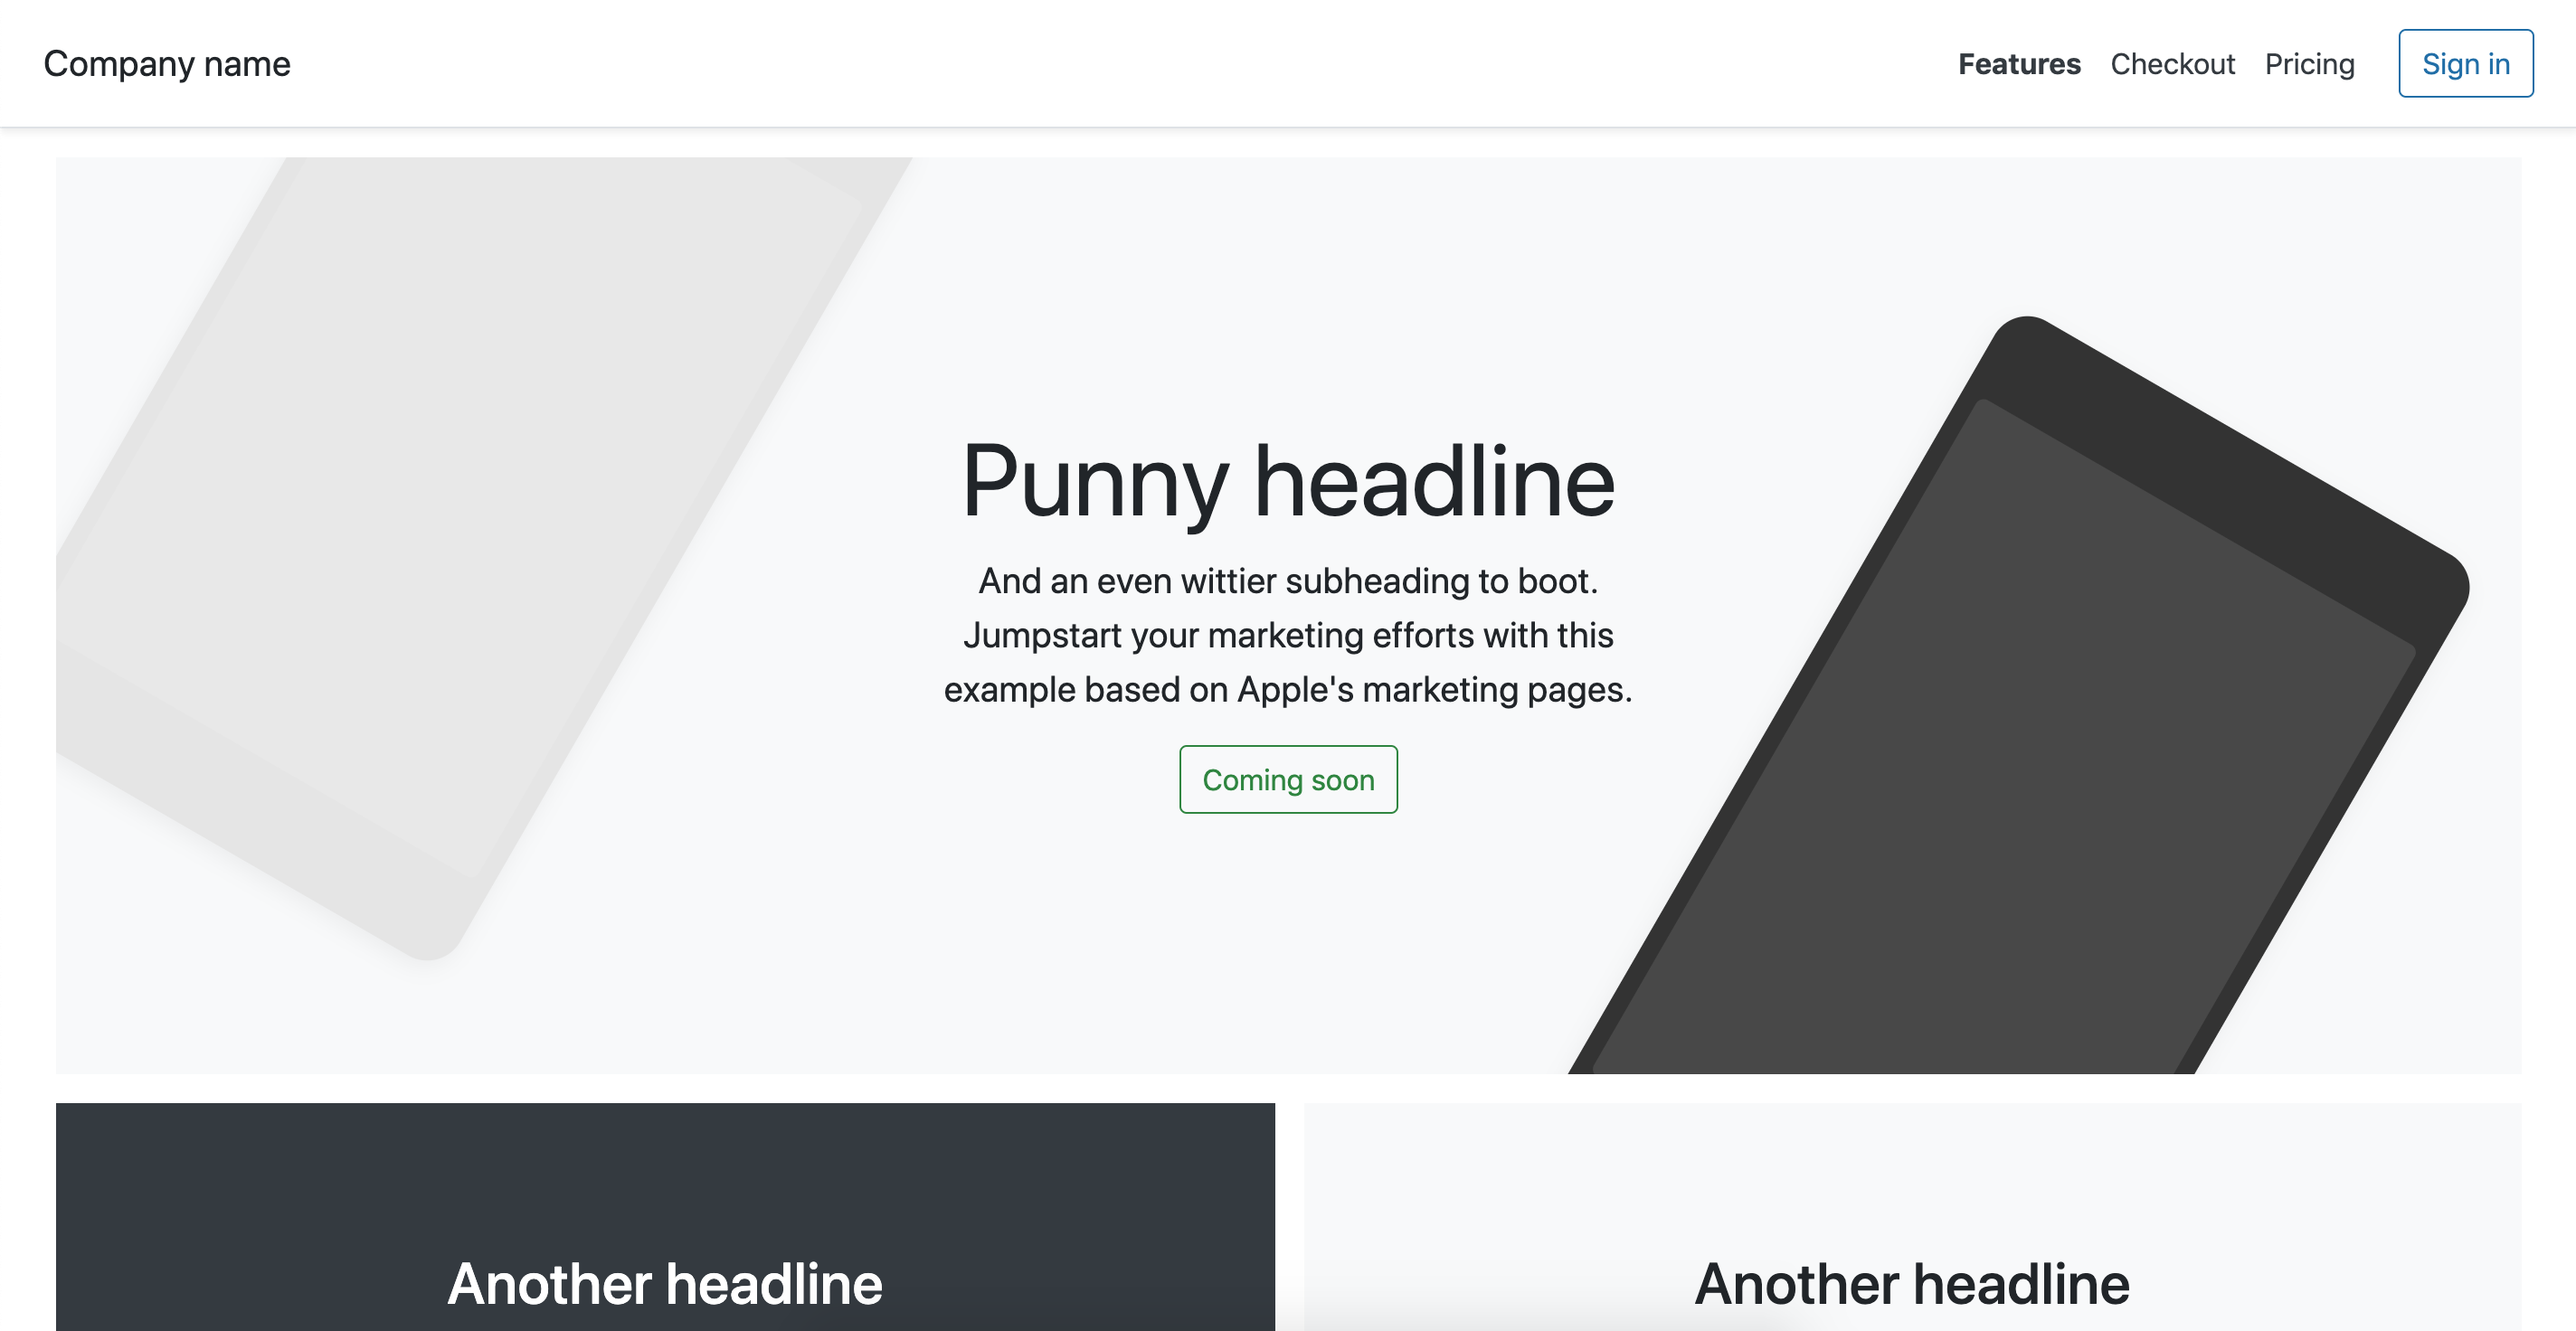 Company name
Features Checkout Pricing Sign in
Punny headline
And an even wittier subheading to boot.
Jumpstart your marketing efforts with this
example based on Apple's marketing pages.
Coming soon
Another headline
Another headline